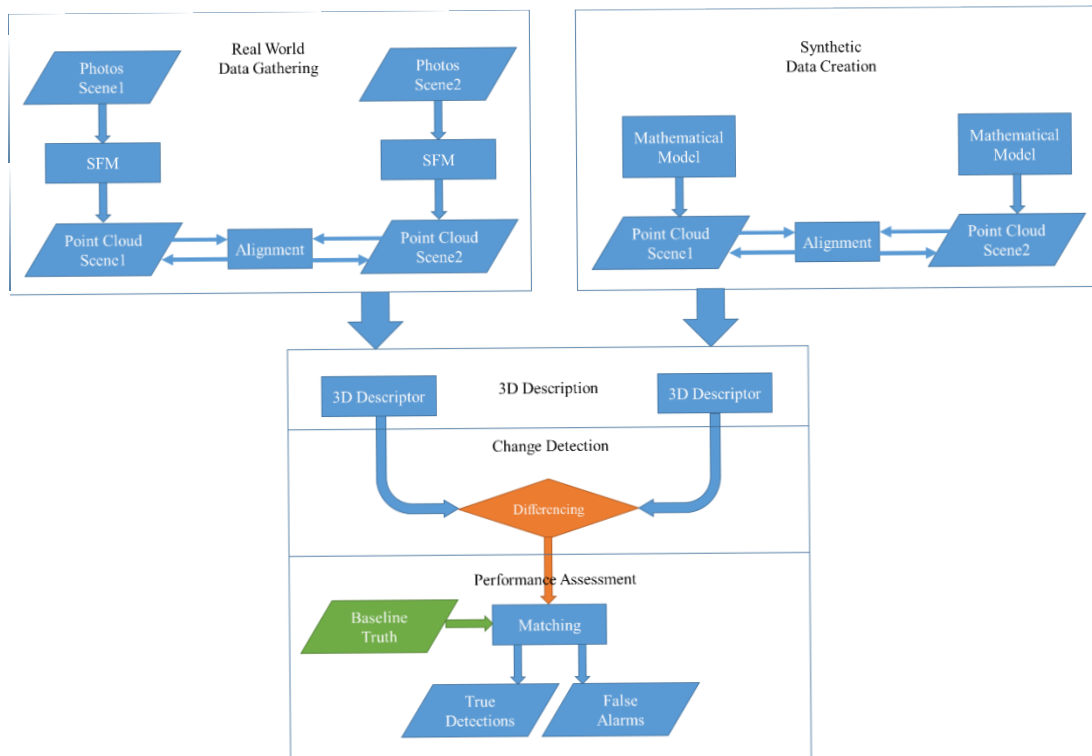 Real World
Data Gathering
Photos
Scene1
Photos
Scene2
SFM
SFM
Point Cloud
Scene1
Alignment
Point Cloud
Scene2
Synthetic
Data Creation
Mathematical
Model
Mathematical
Model
Point Cloud
Scene1
Alignment
Point Cloud
Scene2
3D Descriptor
3D Description
3D Descriptor
Change Detection
Differencing
Performance Assessment
Baseline
Truth
Matching
True
Detections
False
Alarms